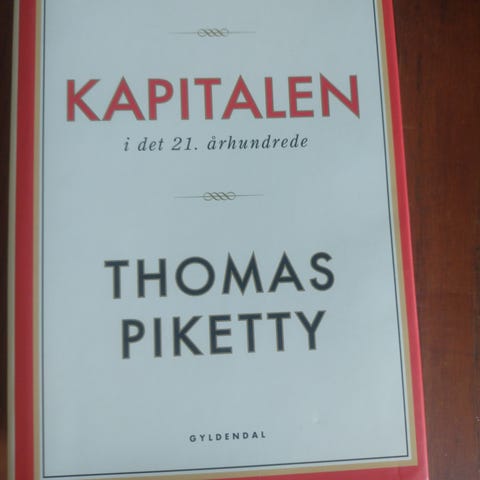 KAPITALEN
i det 21. århundrede
THOMAS
PIKETTY
GYLDENDAL